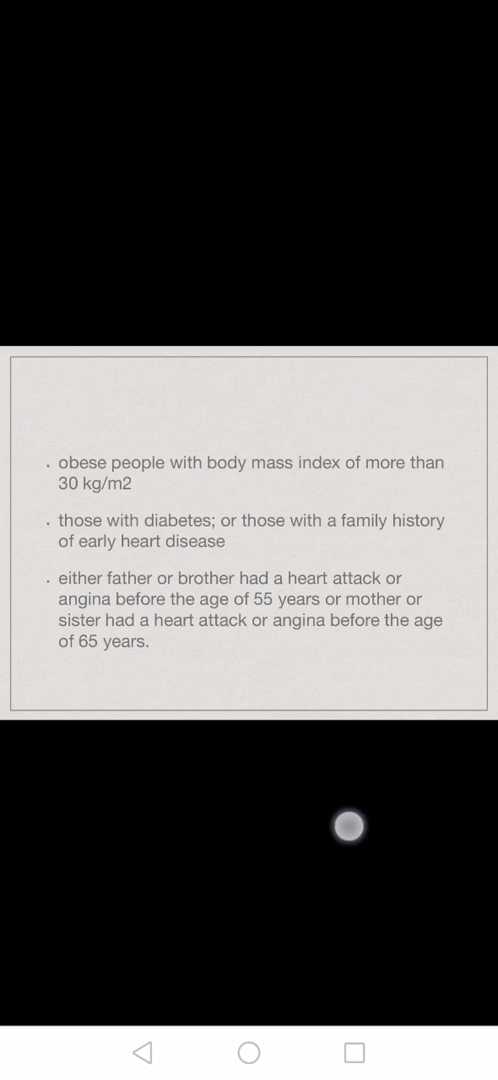 • obese people with body mass index of more than
30 kg/m2
• those with diabetes; or those with a family history
of early heart disease
• either father or brother had a heart attack or
angina before the age of 55 years or mother or
sister had a heart attack or angina before the age
of 65 years.